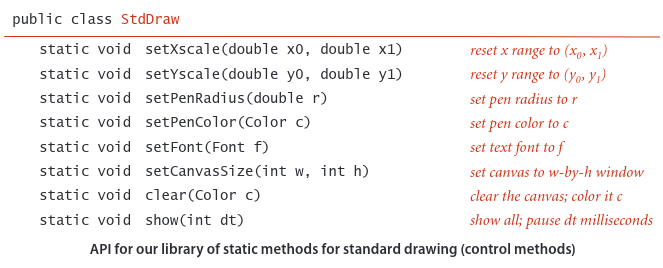 public class StdDraw
static void setXscale(double x0, double x1) reset x range to (x0, x1)
static void setYscale(double y0, double y1) reset y range to (y0, y1)
static void setPenRadius(double r) set pen radius to r
static void setPenColor(Color c) set pen color to c
static void setFont(Font f) set text font to f
static void setCanvasSize(int w, int h) set canvas to w-by-h window
static void clear(Color c) clear the canvas; color it c
static void show(int dt) show all; pause dt milliseconds
API for our library of static methods for standard drawing (control methods)